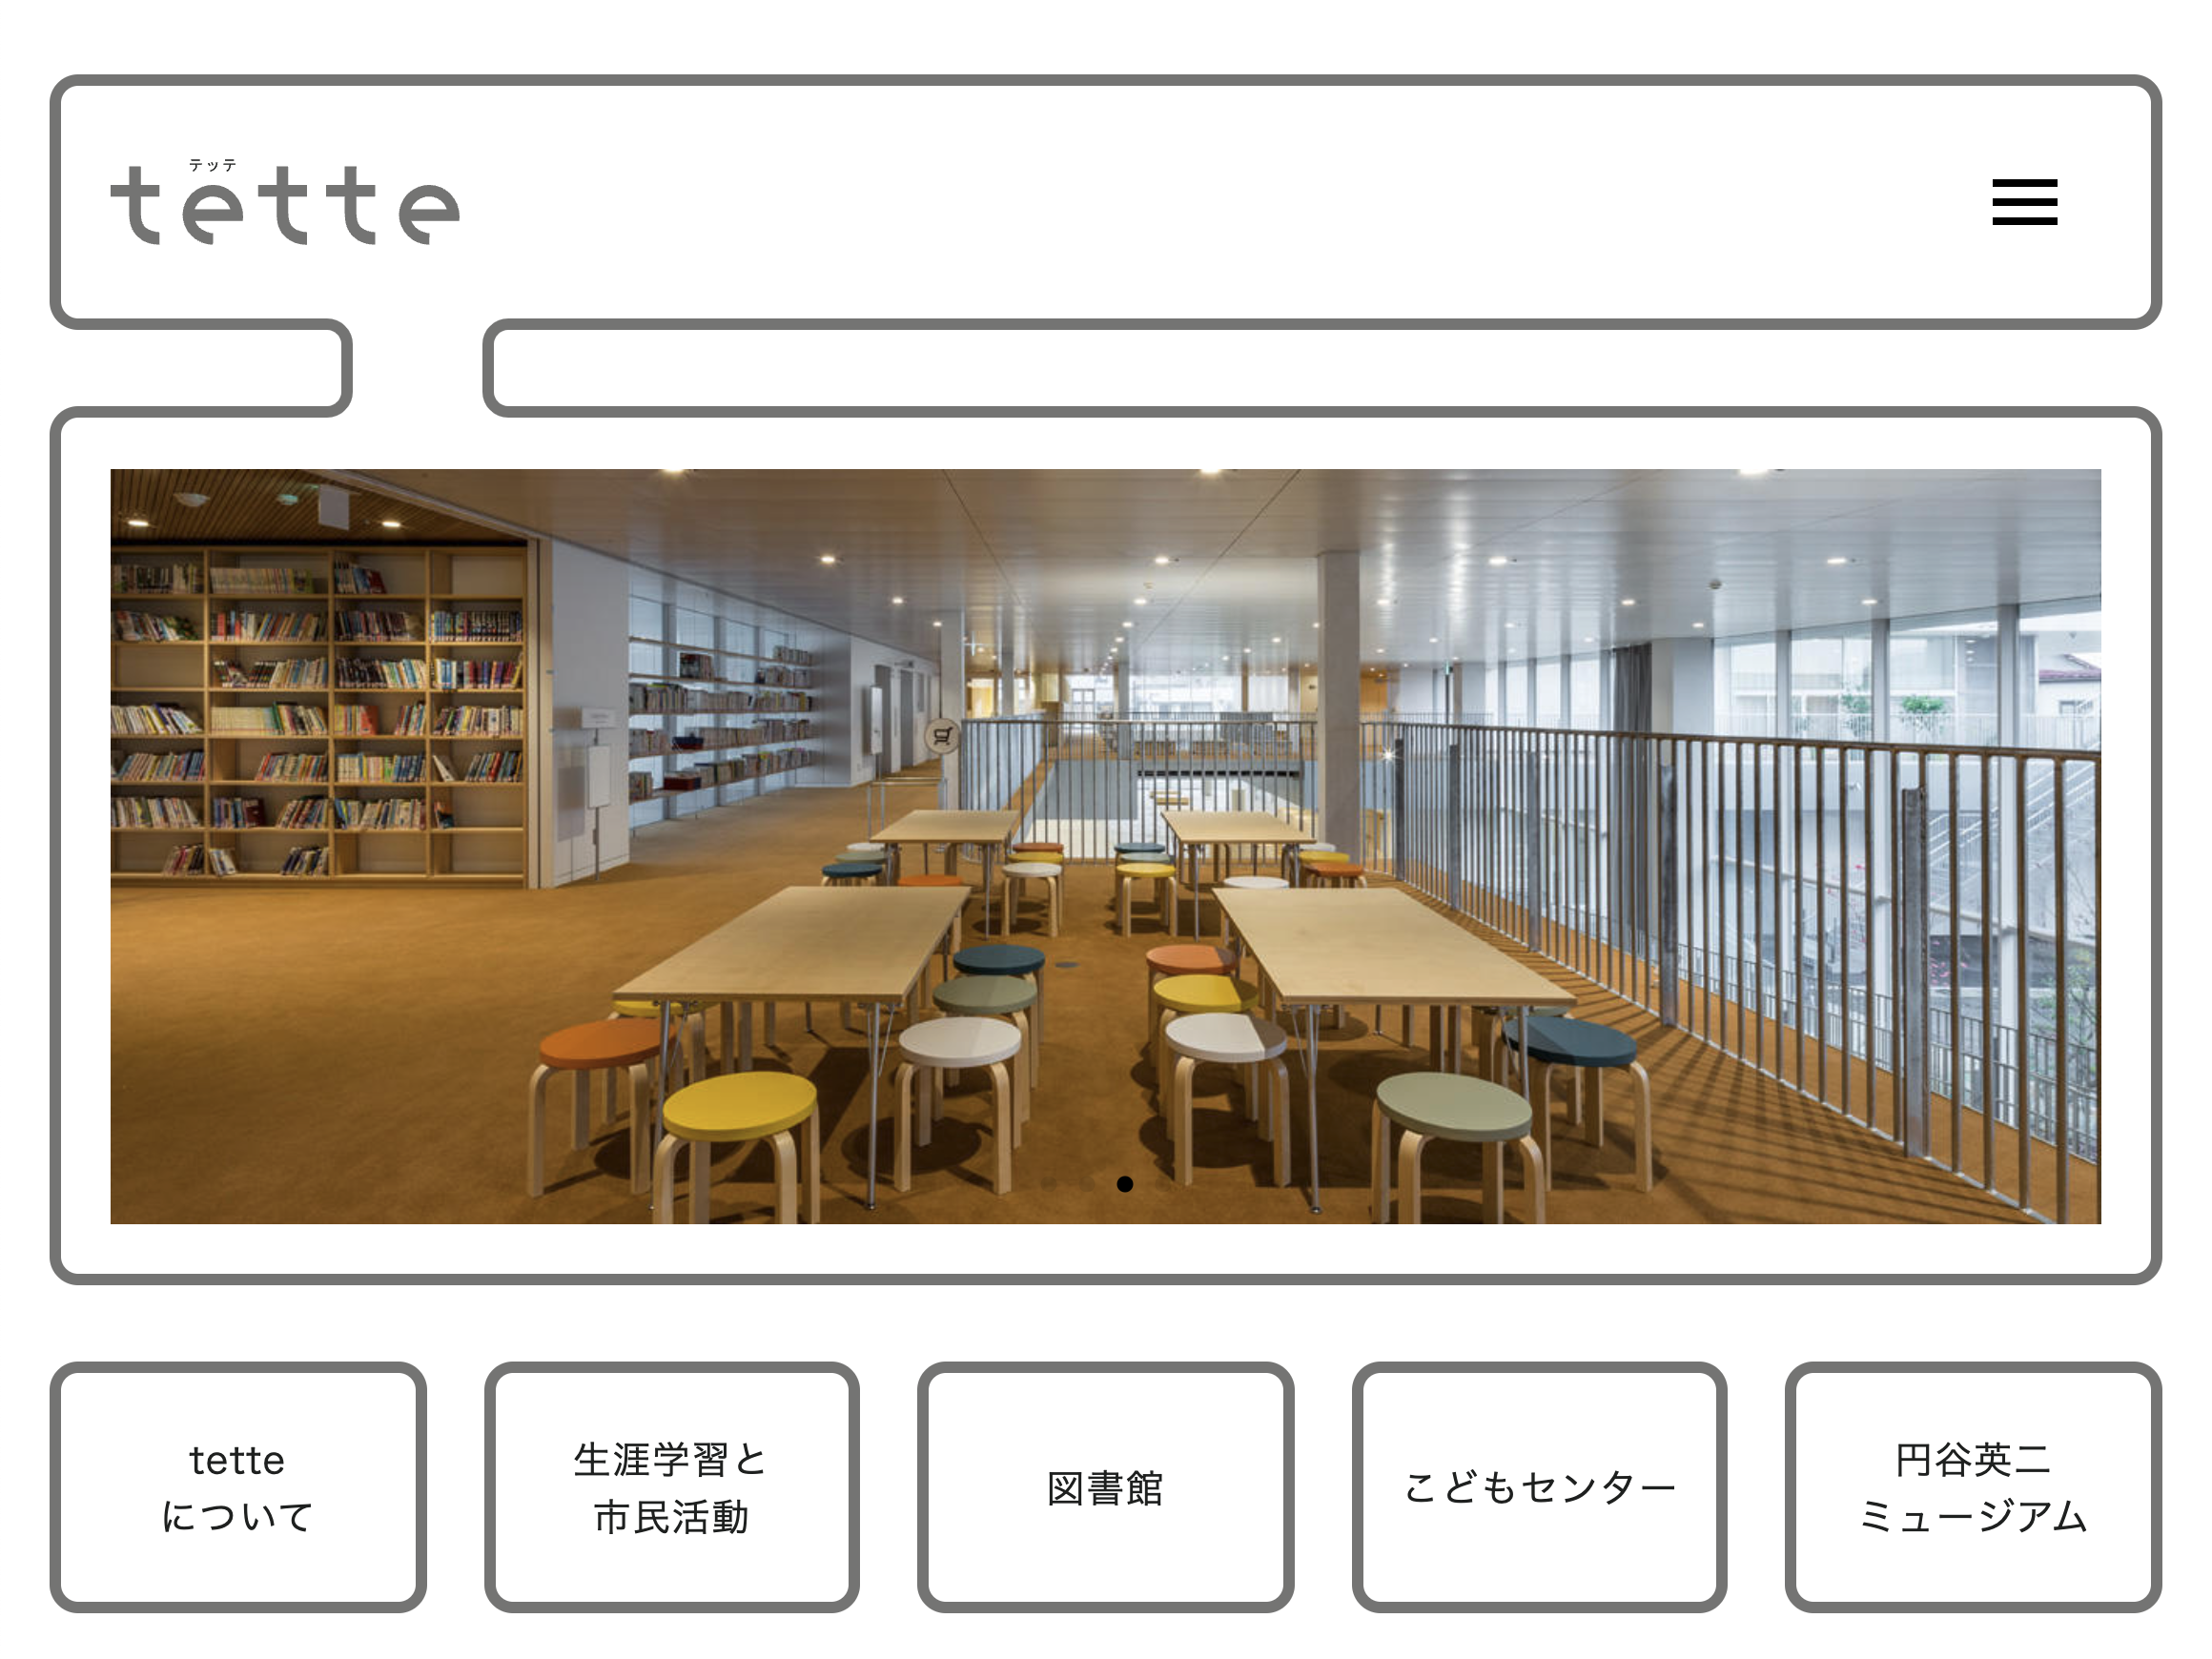 テッテ
tette
tette
について
生涯学習と
市民活動
図書館
こどもセンター
円谷英二
ミュージアム